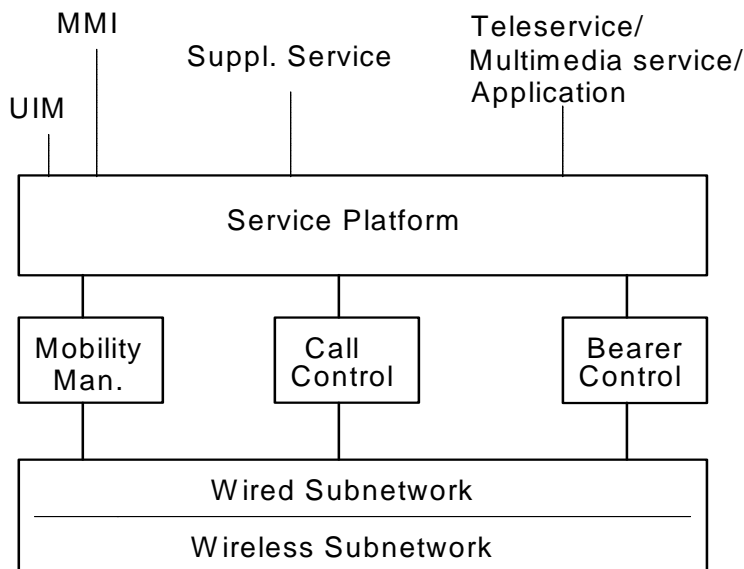 MMI
UIM
Suppl. Service
Teleservice/
Multimedia service/
Application
Service Platform
Mobility
Man.
Call
Control
Bearer
Control
Wired Subnetwork
Wireless Subnetwork